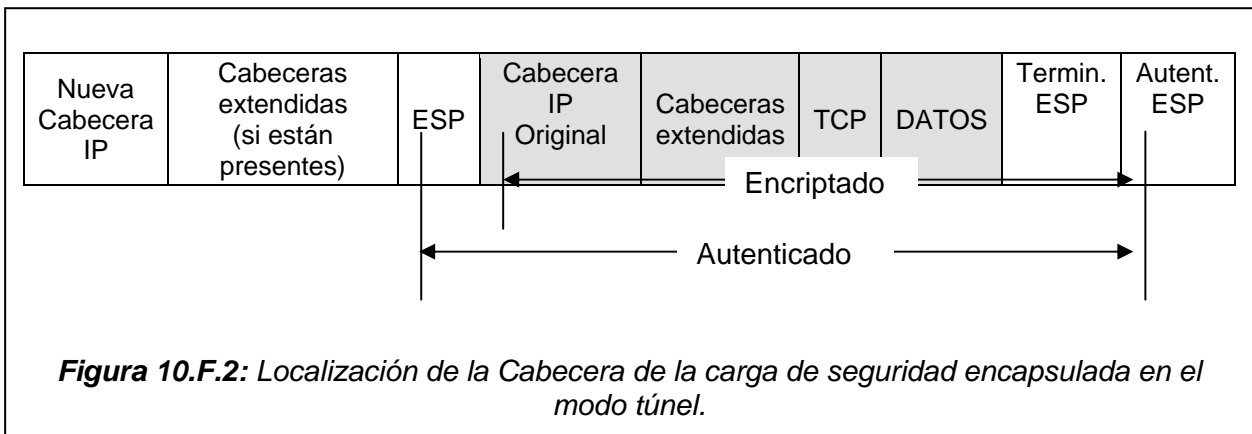 Nueva
Cabecera
IP
Cabeceras
extendidas
(si están
presentes)
ESP
Cabecera
IP
Original
Cabeceras
extendidas
TCP
DATOS
Termin.
ESP
Autent.
ESP
Encriptado
Autenticado
Figura 10.F.2: Localización de la Cabecera de la carga de seguridad encapsulada en el
modo túnel.